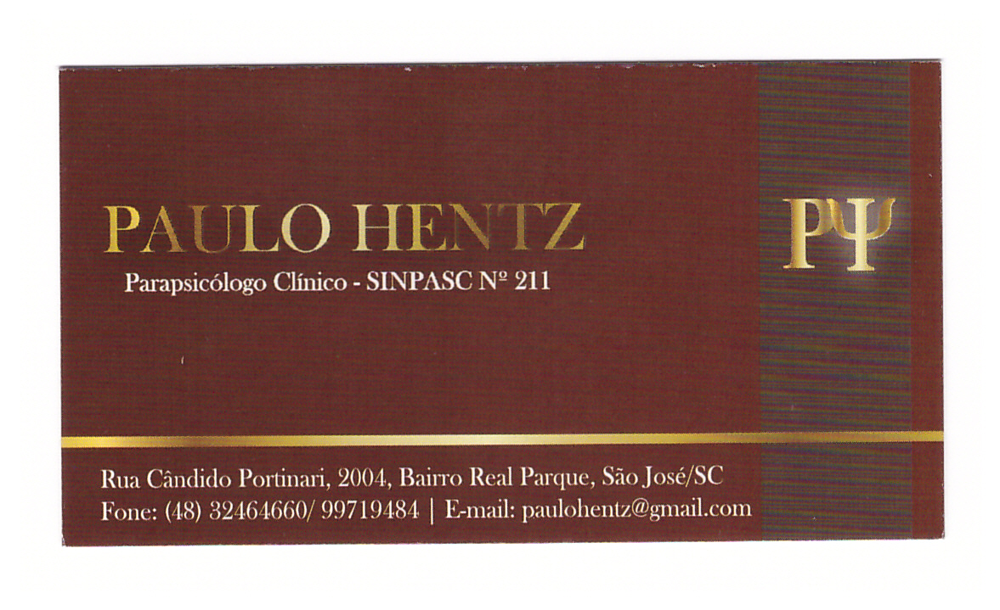 PAULO HENTZ
Parapsicólogo Clínico - SINPASC Nº 211
PΨ
Rua Cândido Portinari, 2004, Bairro Real Parque, São José/SC
Fone: (48) 32464660/ 99719484 | E-mail: paulohentz@gmail.com